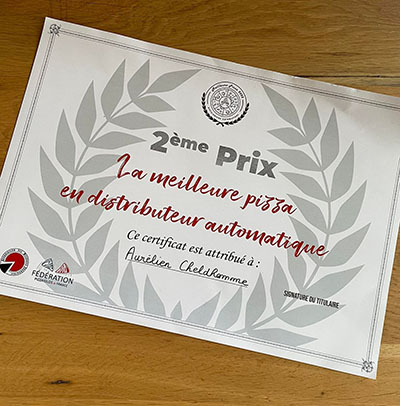 2ème Prix
La meilleure pizza
en distributeur automatique
Ce certificat est attribué à :
Aurélien Cheldhomme
SIGNATURE DU TITULAIRE
FÉDÉRATION